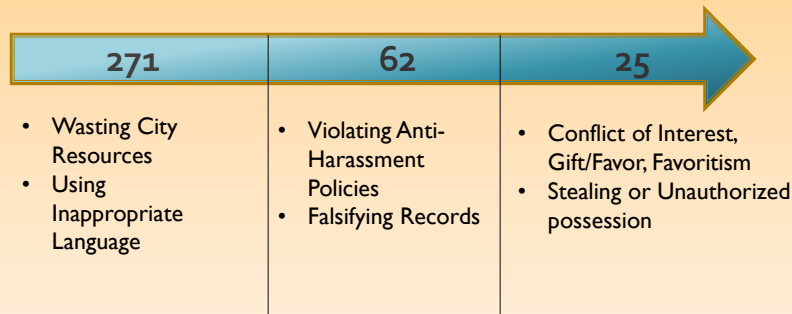 271
62
25
• Wasting City
Resources
• Using
Inappropriate
Language
• Violating Anti-
Harassment
Policies
• Falsifying Records
• Conflict of Interest,
Gift/Favor, Favoritism
• Stealing or Unauthorized
possession